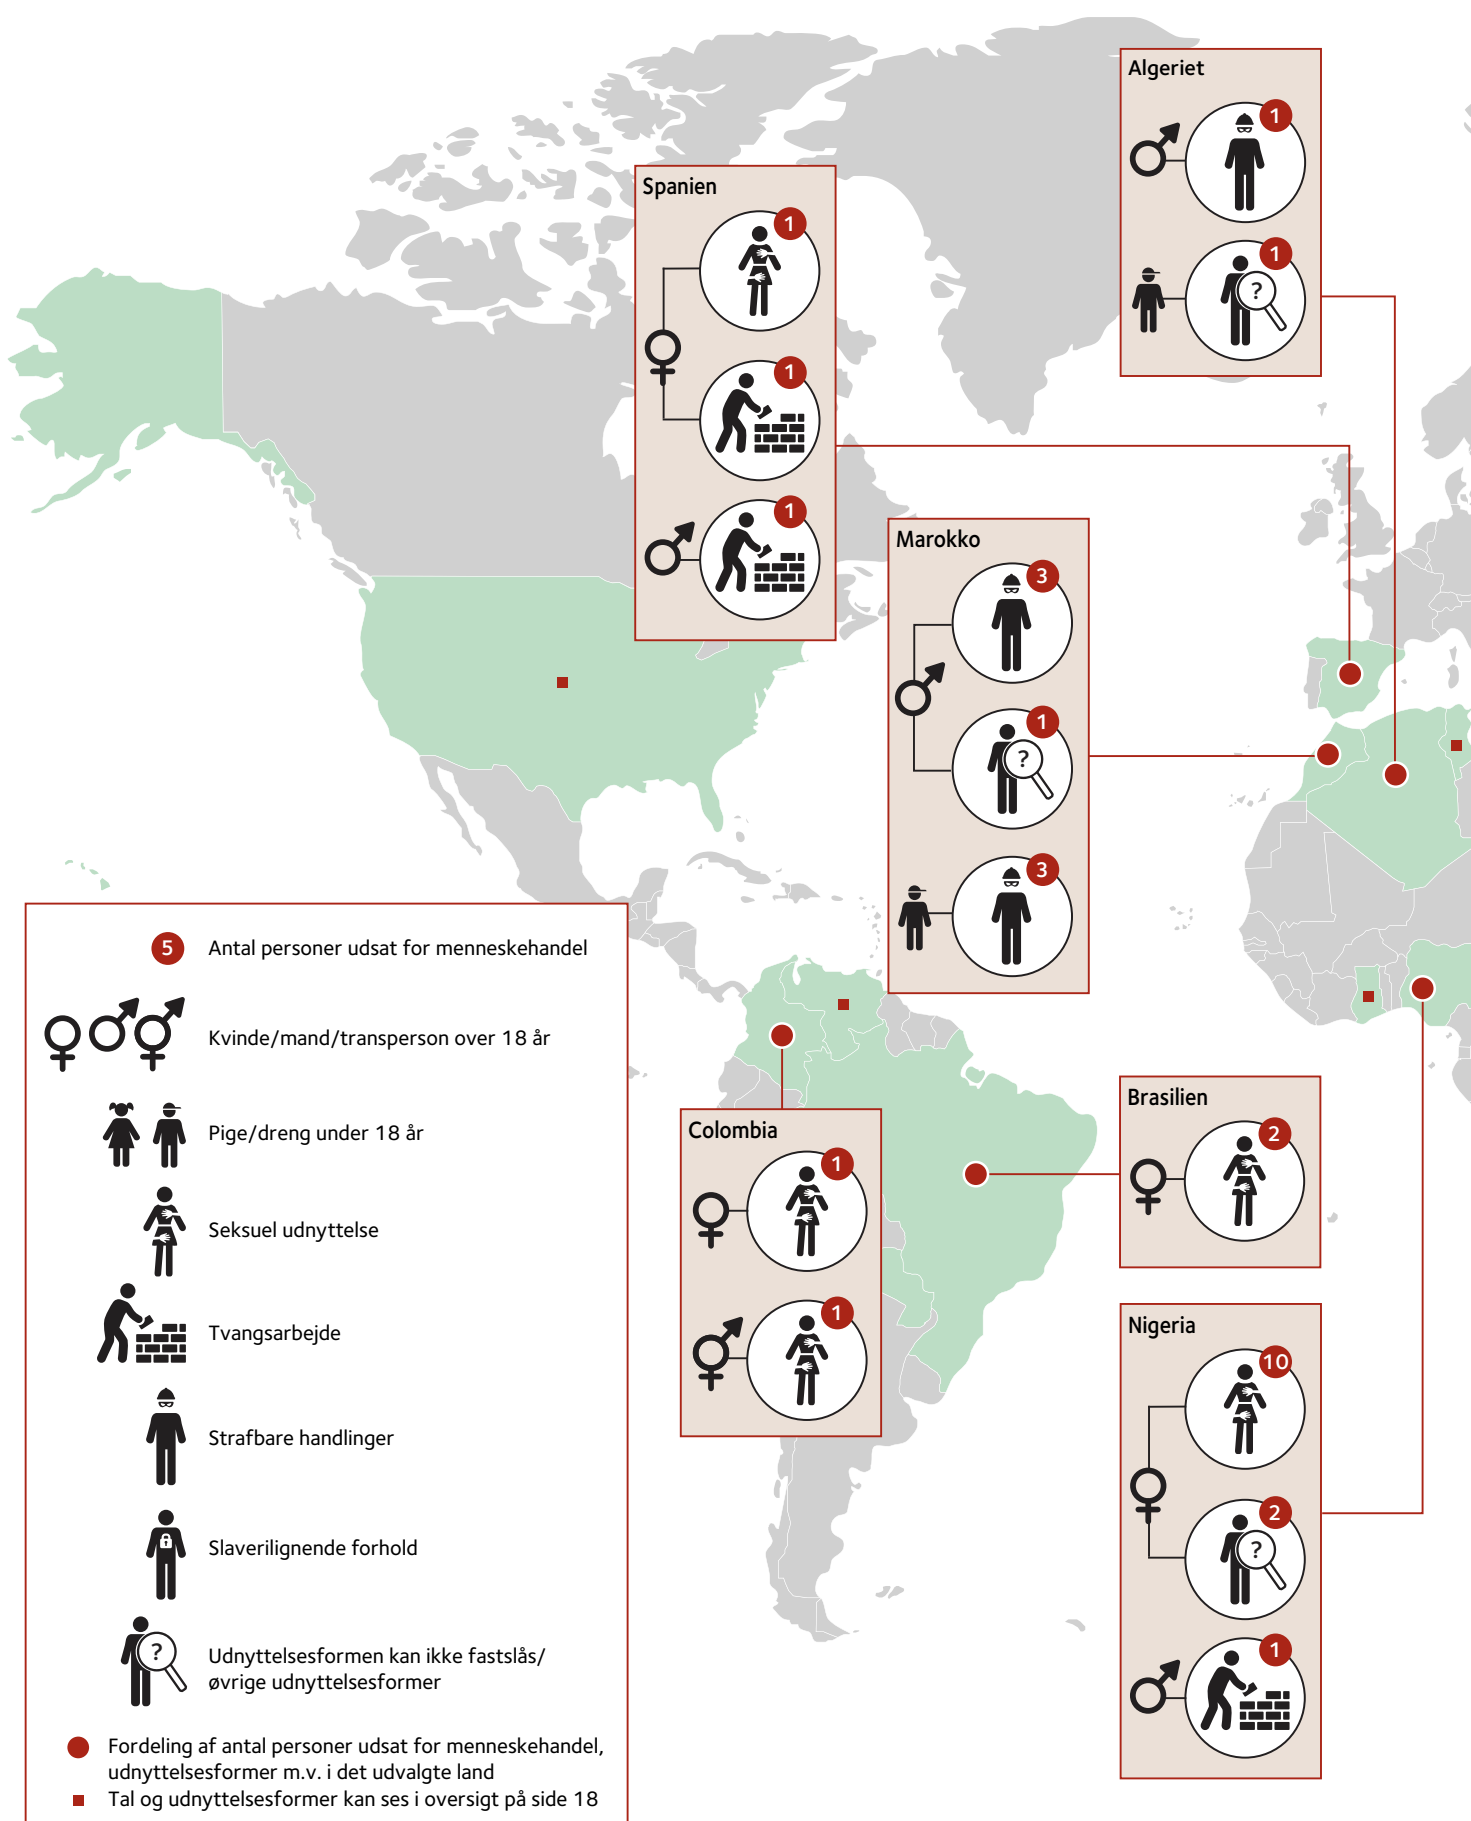 Algeriet
1
1
?
Spanien
1
1
1
Marokko
3
1
?
3
5 Antal personer udsat for menneskehandel
Kvinde/mand/transperson over 18 år
Pige/dreng under 18 år
Seksuel udnyttelse
Tvangsarbejde
Strafbare handlinger
Slaverilignende forhold
?
Udnyttelsesformen kan ikke fastslås/
øvrige udnyttelsesformer
Fordeling af antal personer udsat for menneskehandel,
udnyttelsesformer m.v. i det udvalgte land
Tal og udnyttelsesformer kan ses i oversigt på side 18
Colombia
1
1
Brasilien
2
Nigeria
10
2
?
1